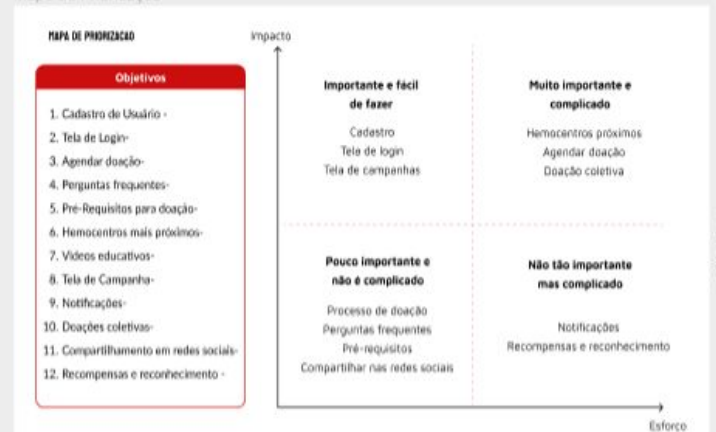 MAPA DE PRIORIZACAO
Objetivos
1. Cadastro de Usuário -
2. Tela de Login-
3. Agendar doação-
4. Perguntas frequentes-
5. Pré-Requisitos para doação-
6. Hemocentros mais próximos-
7. Videos educativos-
8. Tela de Campanha-
9. Notificações-
10. Doações coletivas-
11. Compartilhamento em redes sociais-
12. Recompensas e reconhecimento -
Impacto
Importante e fácil
de fazer
Cadastro
Tela de login
Tela de campanhas
Muito importante e
complicado
Hemocentros próximos
Agendar doação
Doação coletiva
Pouco importante e
não é complicado
Processo de doação
Perguntas frequentes
Pré-requisitos
Compartilhar nas redes sociais
Não tão importante
mas complicado
Notificações
Recompensas e reconhecimento
Esforço